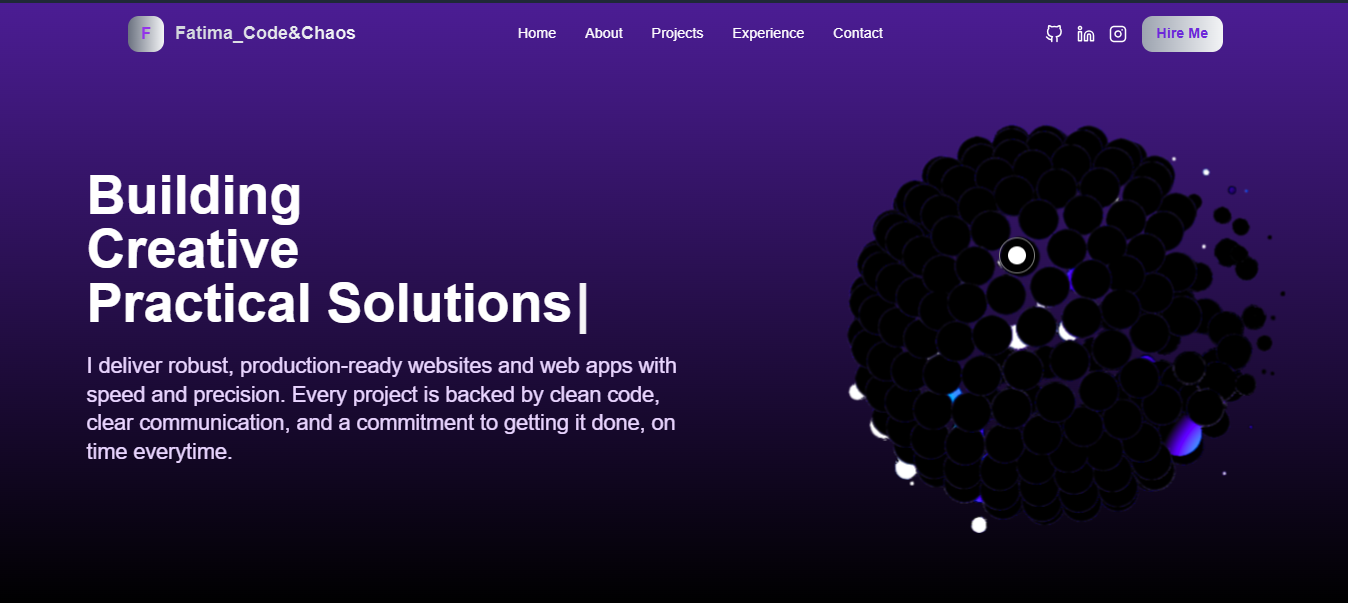 F Fatima_Code&Chaos Home About Projects Experience Contact Hire Me
Building
Creative
Practical Solutions|
I deliver robust, production-ready websites and web apps with
speed and precision. Every project is backed by clean code,
clear communication, and a commitment to getting it done, on
time everytime.